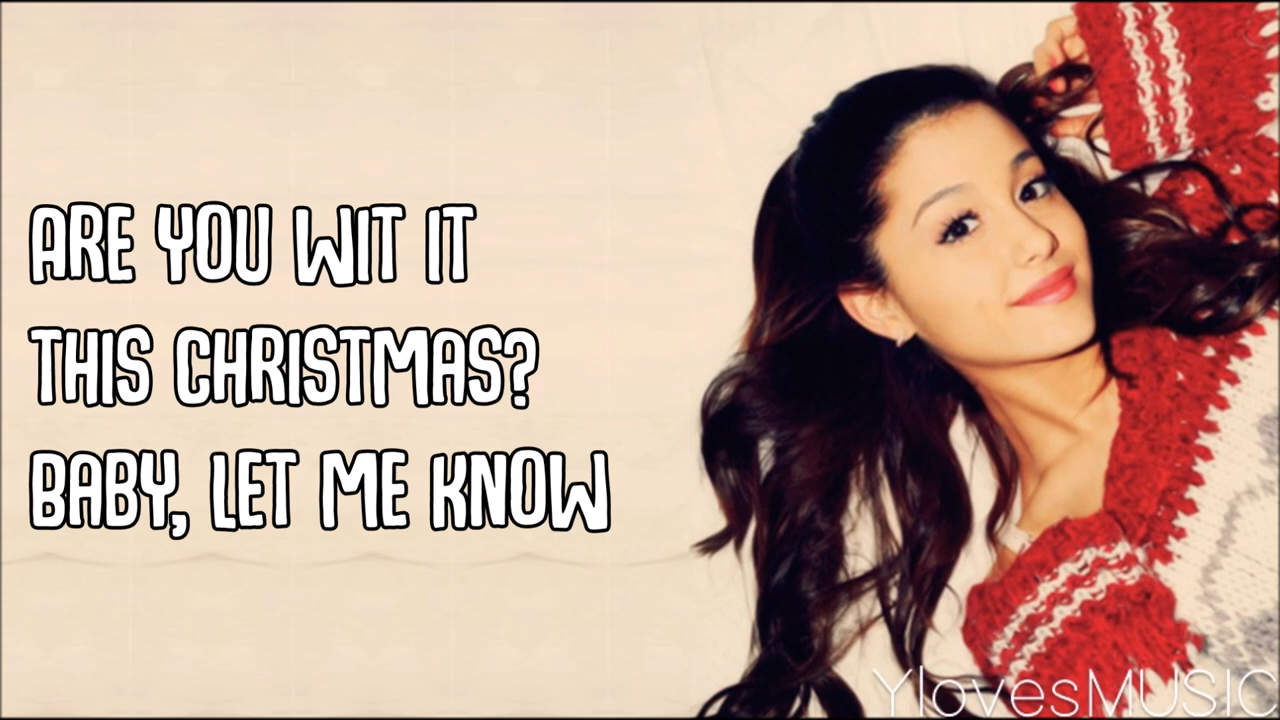 ARE YOU WIT IT
THIS CHRISTMAS?
BABY, LET ME KNOW
YlovesMUSIC